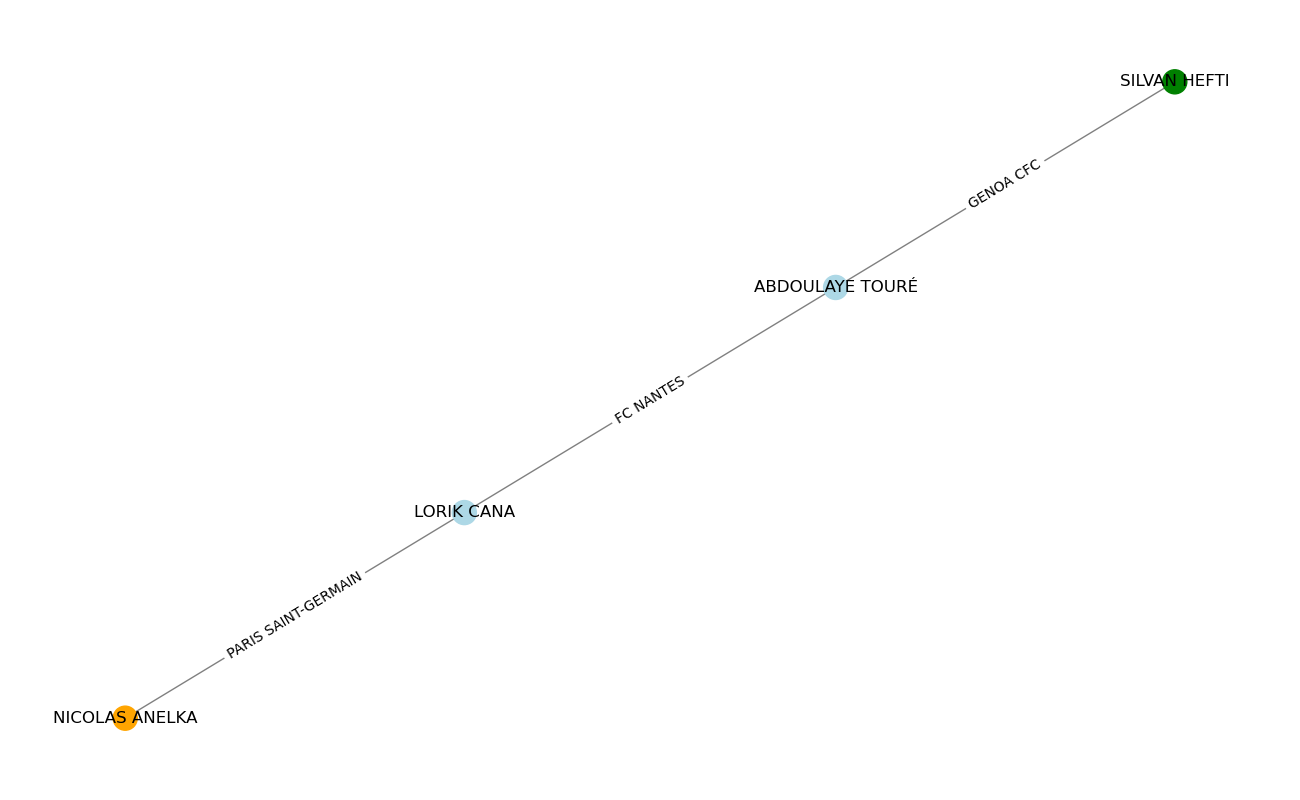 SILVAN HEFTI
GENOA CFC
ABDOULAYE TOURÉ
FC NANTES
LORIK CANA
PARIS SAINT-GERMAIN
NICOLAS ANELKA